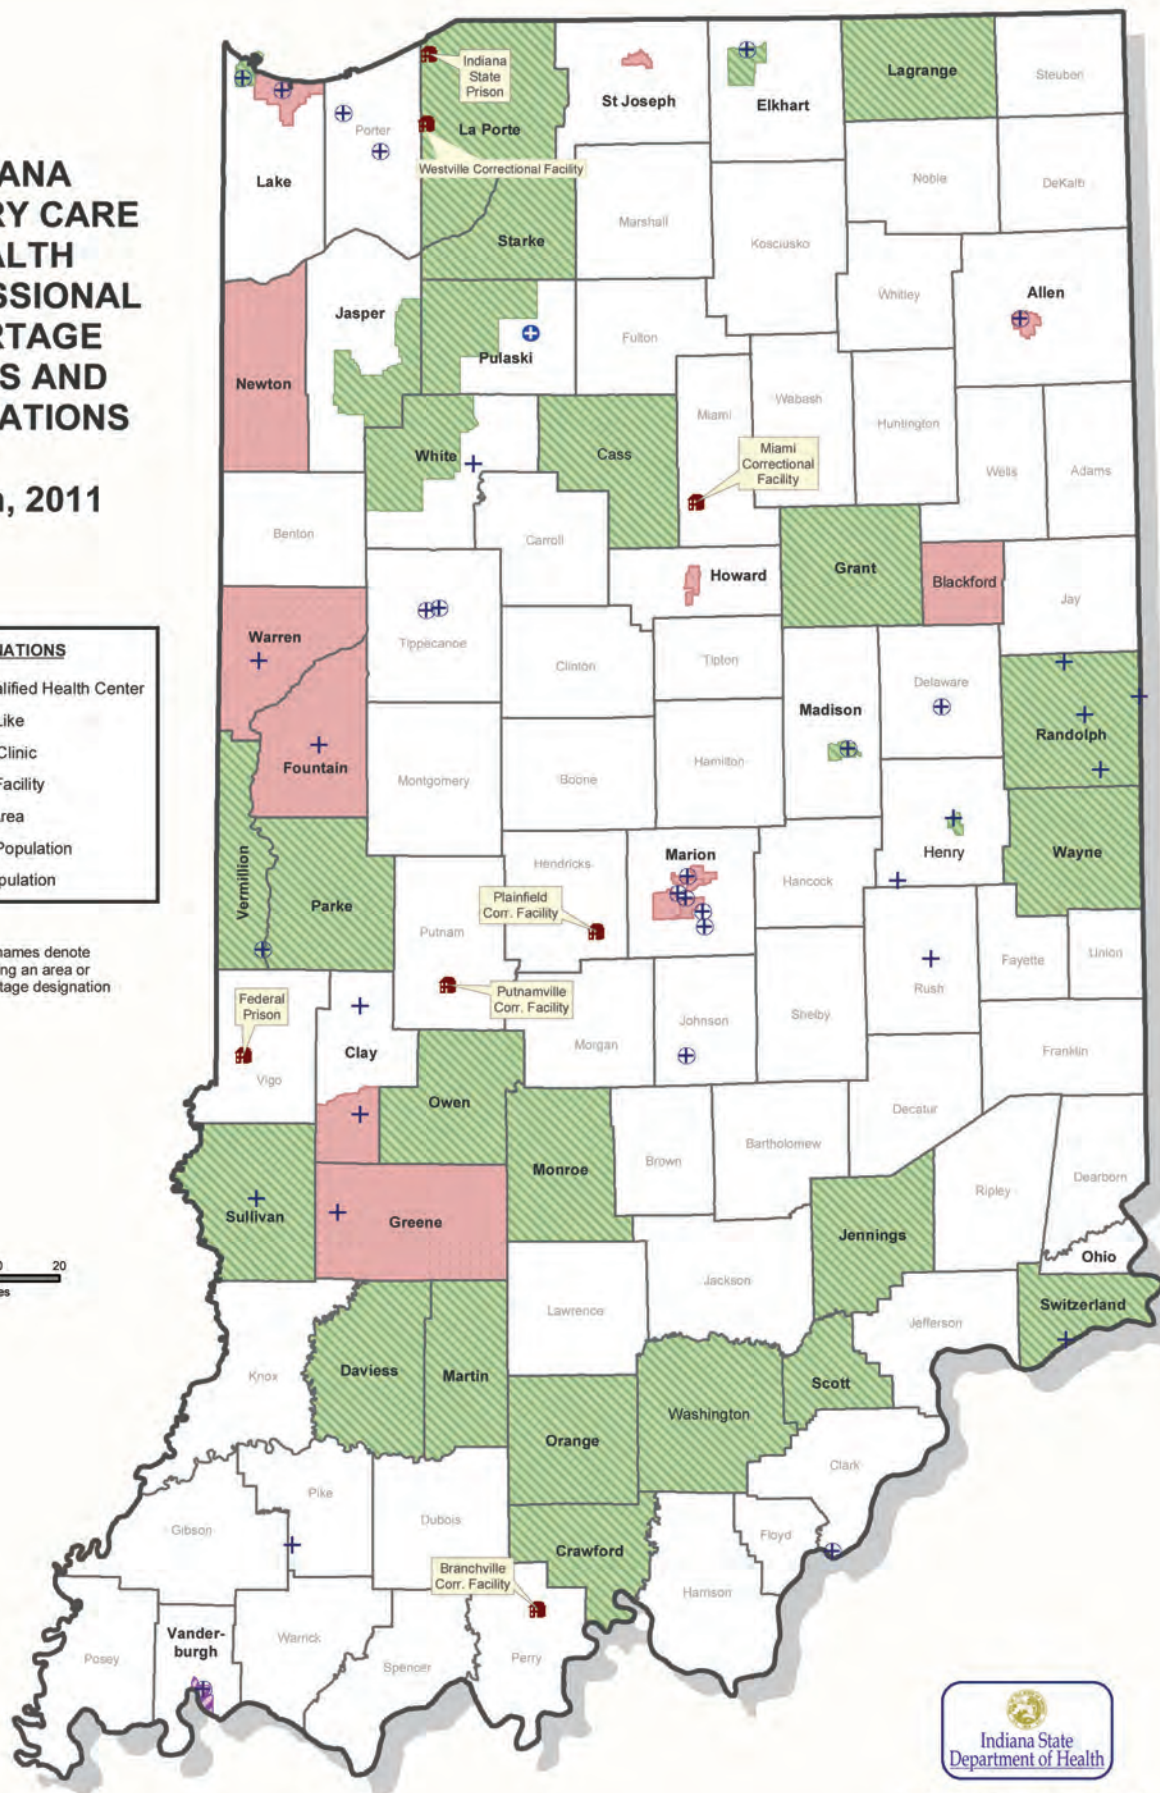 ANA
RY CARE
ALTH
SSIONAL
RTAGE
S AND
ATIONS
n, 2011
NATIONS
alified Health Center
Like
Clinic
Facility
Area
Population
pulation
names denote
ing an area or
tage designation
20
es
Indiana
State
Prison
La Porte
Westville Correctional Facility
St Joseph
Elkhart
Lagrange
Steuben
Porter
Lake
Starke
Marshall
Kosciusko
Noble
DeKalb
Whitley
Allen
Jasper
Newton
Pulaski
Fulton
Miami
Wabash
Huntington
Wells
Adams
White
Cass
Miami
Correctional
Facility
Benton
Carroll
Howard
Grant
Blackford
Jay
Warren
Tippecanoe
Clinton
Tipton
Delaware
Madison
Randolph
Fountain
Montgomery
Boone
Hamilton
Vermillion
Parke
Hendricks
Marion
Hancock
Henry
Wayne
Plainfield
Corr. Facility
Putnam
Putnamville
Corr. Facility
Fayette
Union
Rush
Federal
Prison
Vigo
Clay
Morgan
Johnson
Shelby
Franklin
Owen
Monroe
Brown
Bartholomew
Decatur
Ripley
Dearborn
Sullivan
Greene
Jennings
Ohio
Switzerland
Jackson
Lawrence
Jefferson
Knox
Daviess
Martin
Orange
Washington
Scott
Clark
Gibson
Pike
Dubois
Crawford
Floyd
Harrison
Branchville
Corr. Facility
Posey
Vander-
burgh
Warrick
Spencer
Perry
Indiana State
Department of Health